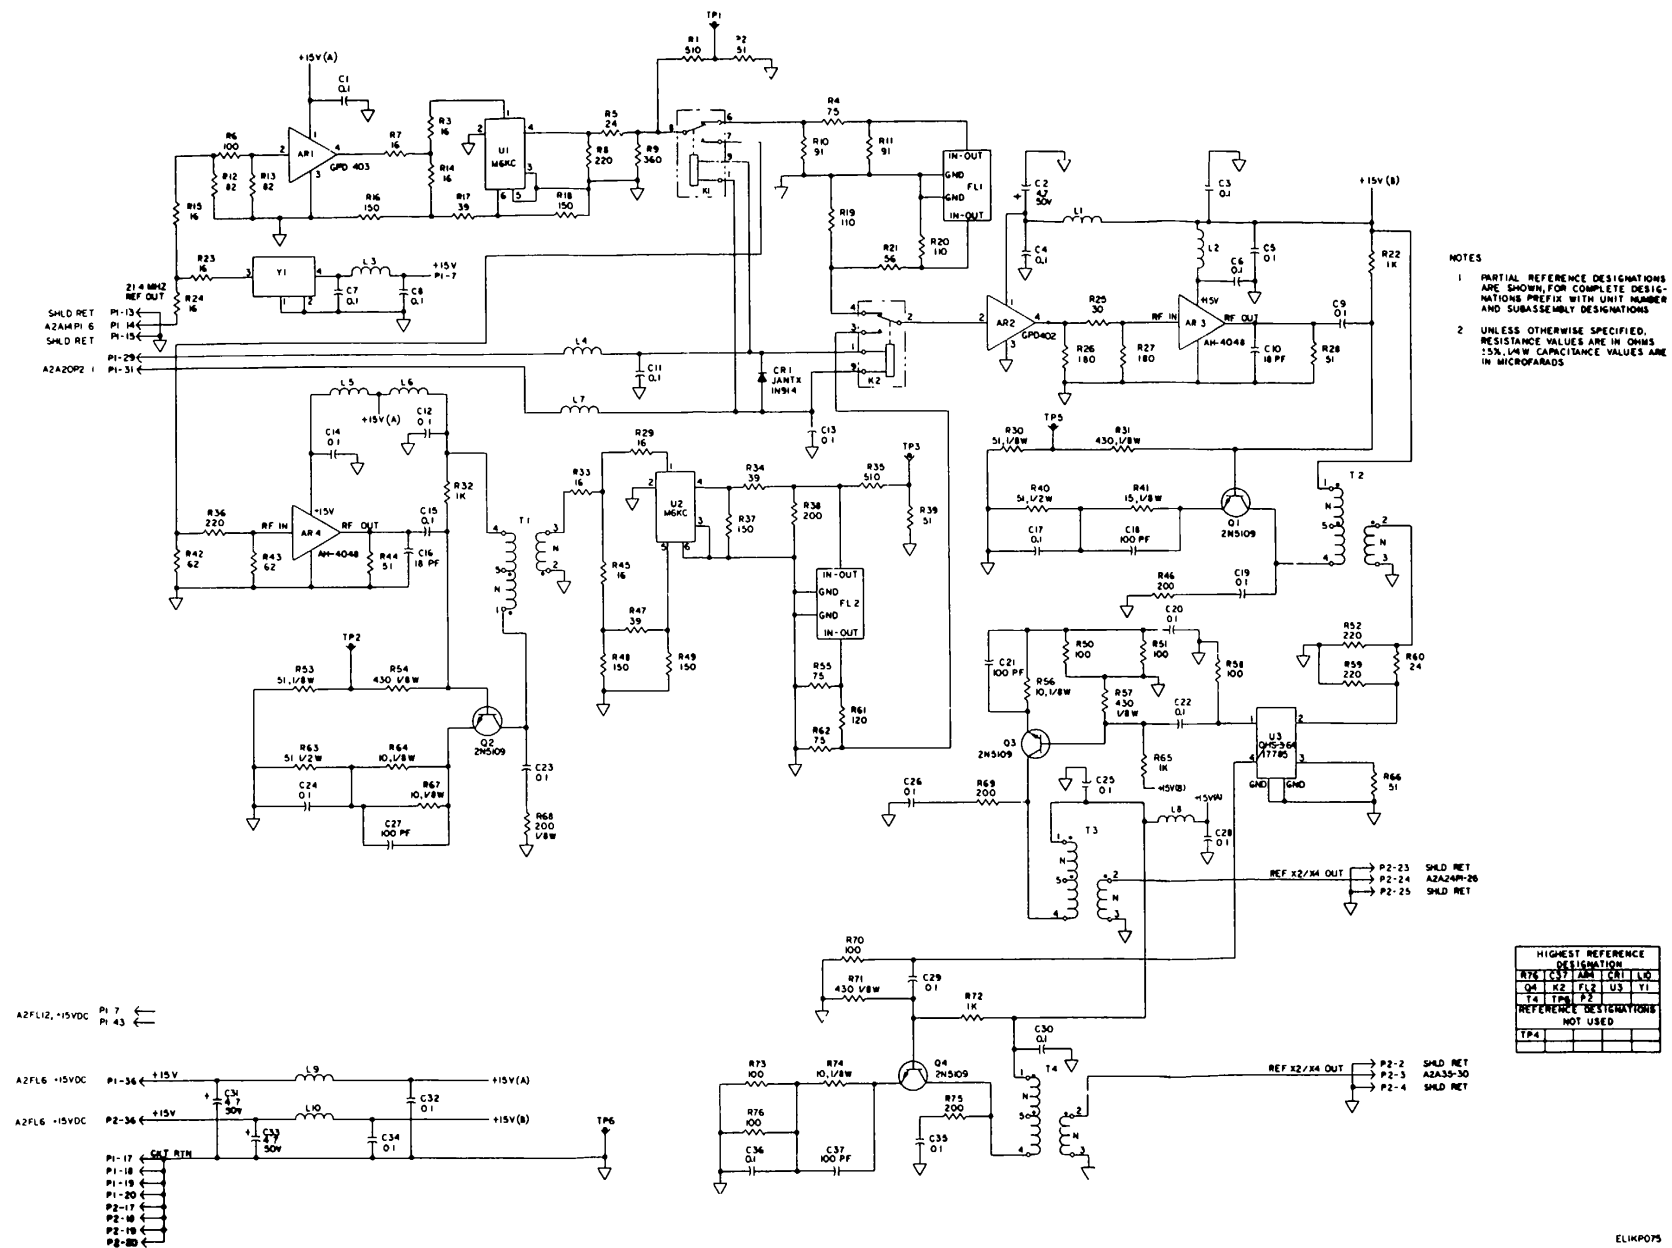 TP1
R1
510
51
+15V(A)
C1
0.1
R6
100
AR1
GPD 403
R7
16
R3
16
R14
16
R12
82
R13
82
R15
16
R16
150
R17
39
R18
150
U1
M6KC
R5
24
R8
220
R9
360
K1
R4
75
R10
91
R11
91
IN-OUT
GND
FL1
GND
IN-OUT
R19
110
R20
110
R21
56
C2
4.7
50V
C3
0.1
L1
C4
0.1
L2
C5
0.1
C6
0.1
+15V(B)
R22
1K
NOTES
1 PARTIAL REFERENCE DESIGNATIONS
ARE SHOWN, FOR COMPLETE DESIG-
NATIONS PREFIX WITH UNIT NUMBER
AND SUBASSEMBLY DESIGNATIONS
2 UNLESS OTHERWISE SPECIFIED,
RESISTANCE VALUES ARE IN OHMS
±5%, 1/4 W CAPACITANCE VALUES ARE
IN MICROFARADS
R23
16
Y1
L3
+15V
P1-7
C7
0.1
C8
0.1
R24
16
21.4 MHZ
REF OUT
SHLD RET P1-13
A2A14P1 6 P1 14
SHLD RET P1-15
P1-29
A2A20P2 1 P1-31
L4
C11
0.1
CR1
JANTX
1N914
K2
L7
C13
0.1
AR2
GPD402
R25
30
R26
180
R27
180
RF IN
+15V
AR 3
RF OUT
AH-4048
C9
0.1
C10
18 PF
R28
51
L5
L6
+15V(A)
C12
0.1
C14
0.1
R32
1K
R36
220
RF IN
+15V
AR 4
RF OUT
AH-4048
C15
0.1
C16
18 PF
R42
62
R43
62
R44
51
T1
N
N
R33
16
R29
16
U2
M6KC
R34
39
R37
150
R38
200
R35
510
TP3
R39
51
R45
16
R47
39
R48
150
R49
150
IN-OUT
GND
FL2
GND
IN-OUT
R55
75
R61
120
R62
75
TP5
R30
51, 1/8W
R31
430, 1/8W
R40
51, 1/2W
R41
15, 1/8W
C17
0.1
C18
100 PF
Q1
2N5109
T2
N
N
R46
200
C19
0.1
C20
0.1
R50
100
R51
100
C21
100 PF
R56
10, 1/8W
R57
430
1/8W
R58
100
C22
0.1
R52
220
R59
220
R60
24
Q3
2N5109
R65
1K
+15V(B)
U3
QHS-364
GND GND
R66
51
TP2
R53
51, 1/8W
R54
430 1/8W
Q2
2N5109
R63
51 1/2W
R64
10, 1/8W
C24
0.1
R67
10, 1/8W
C27
100 PF
C23
0.1
R68
200
1/8W
C26
0.1
R69
200
C25
0.1
L8
+15V(A)
C28
0.1
T3
N
N
REF X2/X4 OUT
P2-23 SHLD RET
P2-24 A2A24P1-26
P2-25 SHLD RET
R70
100
R71
430 1/8W
C29
0.1
R72
1K
C30
0.1
T4
N
N
Q4
2N5109
R73
100
R74
10, 1/8W
R76
100
C36
0.1
C37
100 PF
R75
200
C35
0.1
REF X2/X4 OUT
P2-2 SHLD RET
P2-3 A2A35-30
P2-4 SHLD RET
HIGHEST REFERENCE
DESIGNATION
R76 C37 AR4 CR1 L10
Q4 K2 FL2 U3 Y1
T4 TP6 P2
REFERENCE DESIGNATIONS
NOT USED
TP4
A2FL12, +15VDC P1 7
P1 43
A2FL6 +15VDC P1-36 +15V
L9
+15V(A)
C31
4.7
50V
C32
0.1
A2FL6 +15VDC P2-36 +15V
L10
+15V(B)
C33
4.7
50V
C34
0.1
TP6
P1-17 CKT RTN
P1-18
P1-19
P1-20
P2-17
P2-18
P2-19
P2-20
ELIKP075